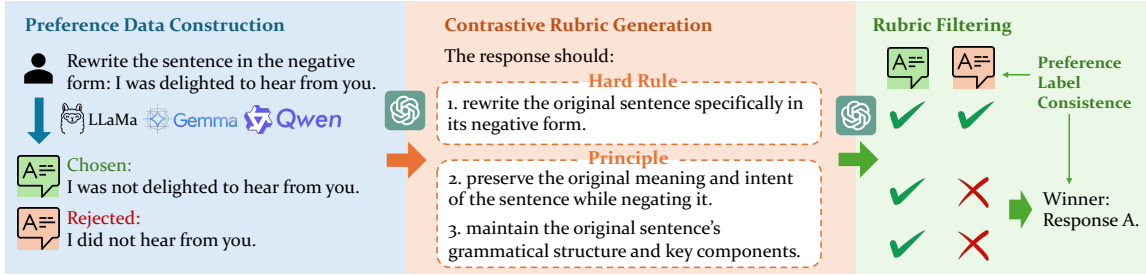 Preference Data Construction
Rewrite the sentence in the negative
form: I was delighted to hear from you.
LLaMa Gemma Qwen
A
Chosen:
I was not delighted to hear from you.
A
Rejected:
I did not hear from you.
Contrastive Rubric Generation
The response should:
Hard Rule
1. rewrite the original sentence specifically in
its negative form.
Principle
2. preserve the original meaning and intent
of the sentence while negating it.
3. maintain the original sentence's
grammatical structure and key components.
Rubric Filtering
A A
Preference
Label
Consistence
Winner:
Response A.